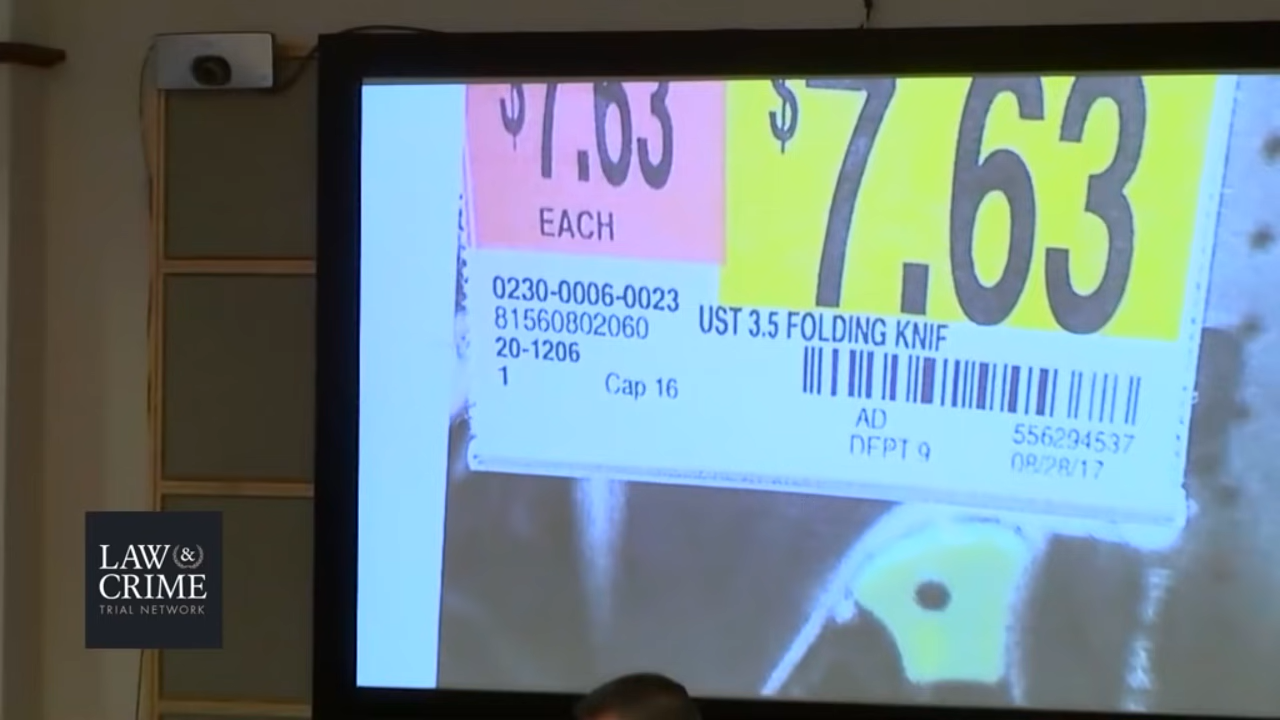 $7.63
EACH
$7.63
0230-0006-0023
81560802060
20-1206
1
Cap 16
UST 3.5 FOLDING KNIF
AD
DEPT 9
556294537
08/28/17
LAW &
CRIME
TRIAL NETWORK